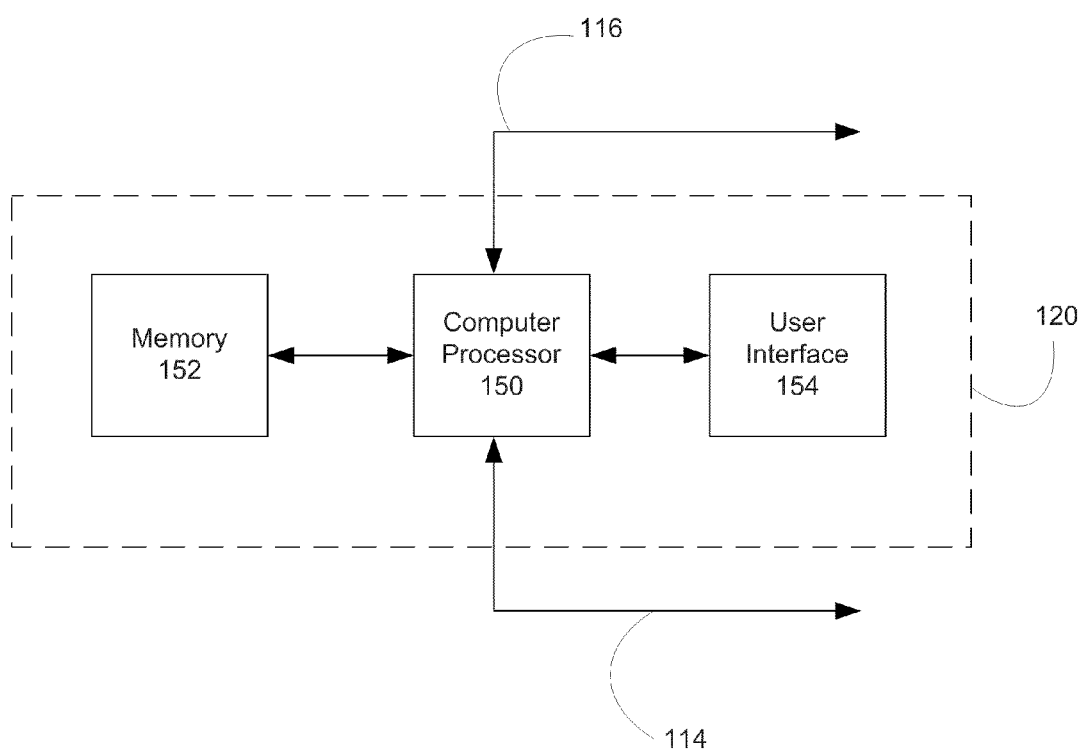 116
Memory
152
Computer
Processor
150
User
Interface
154
120
114